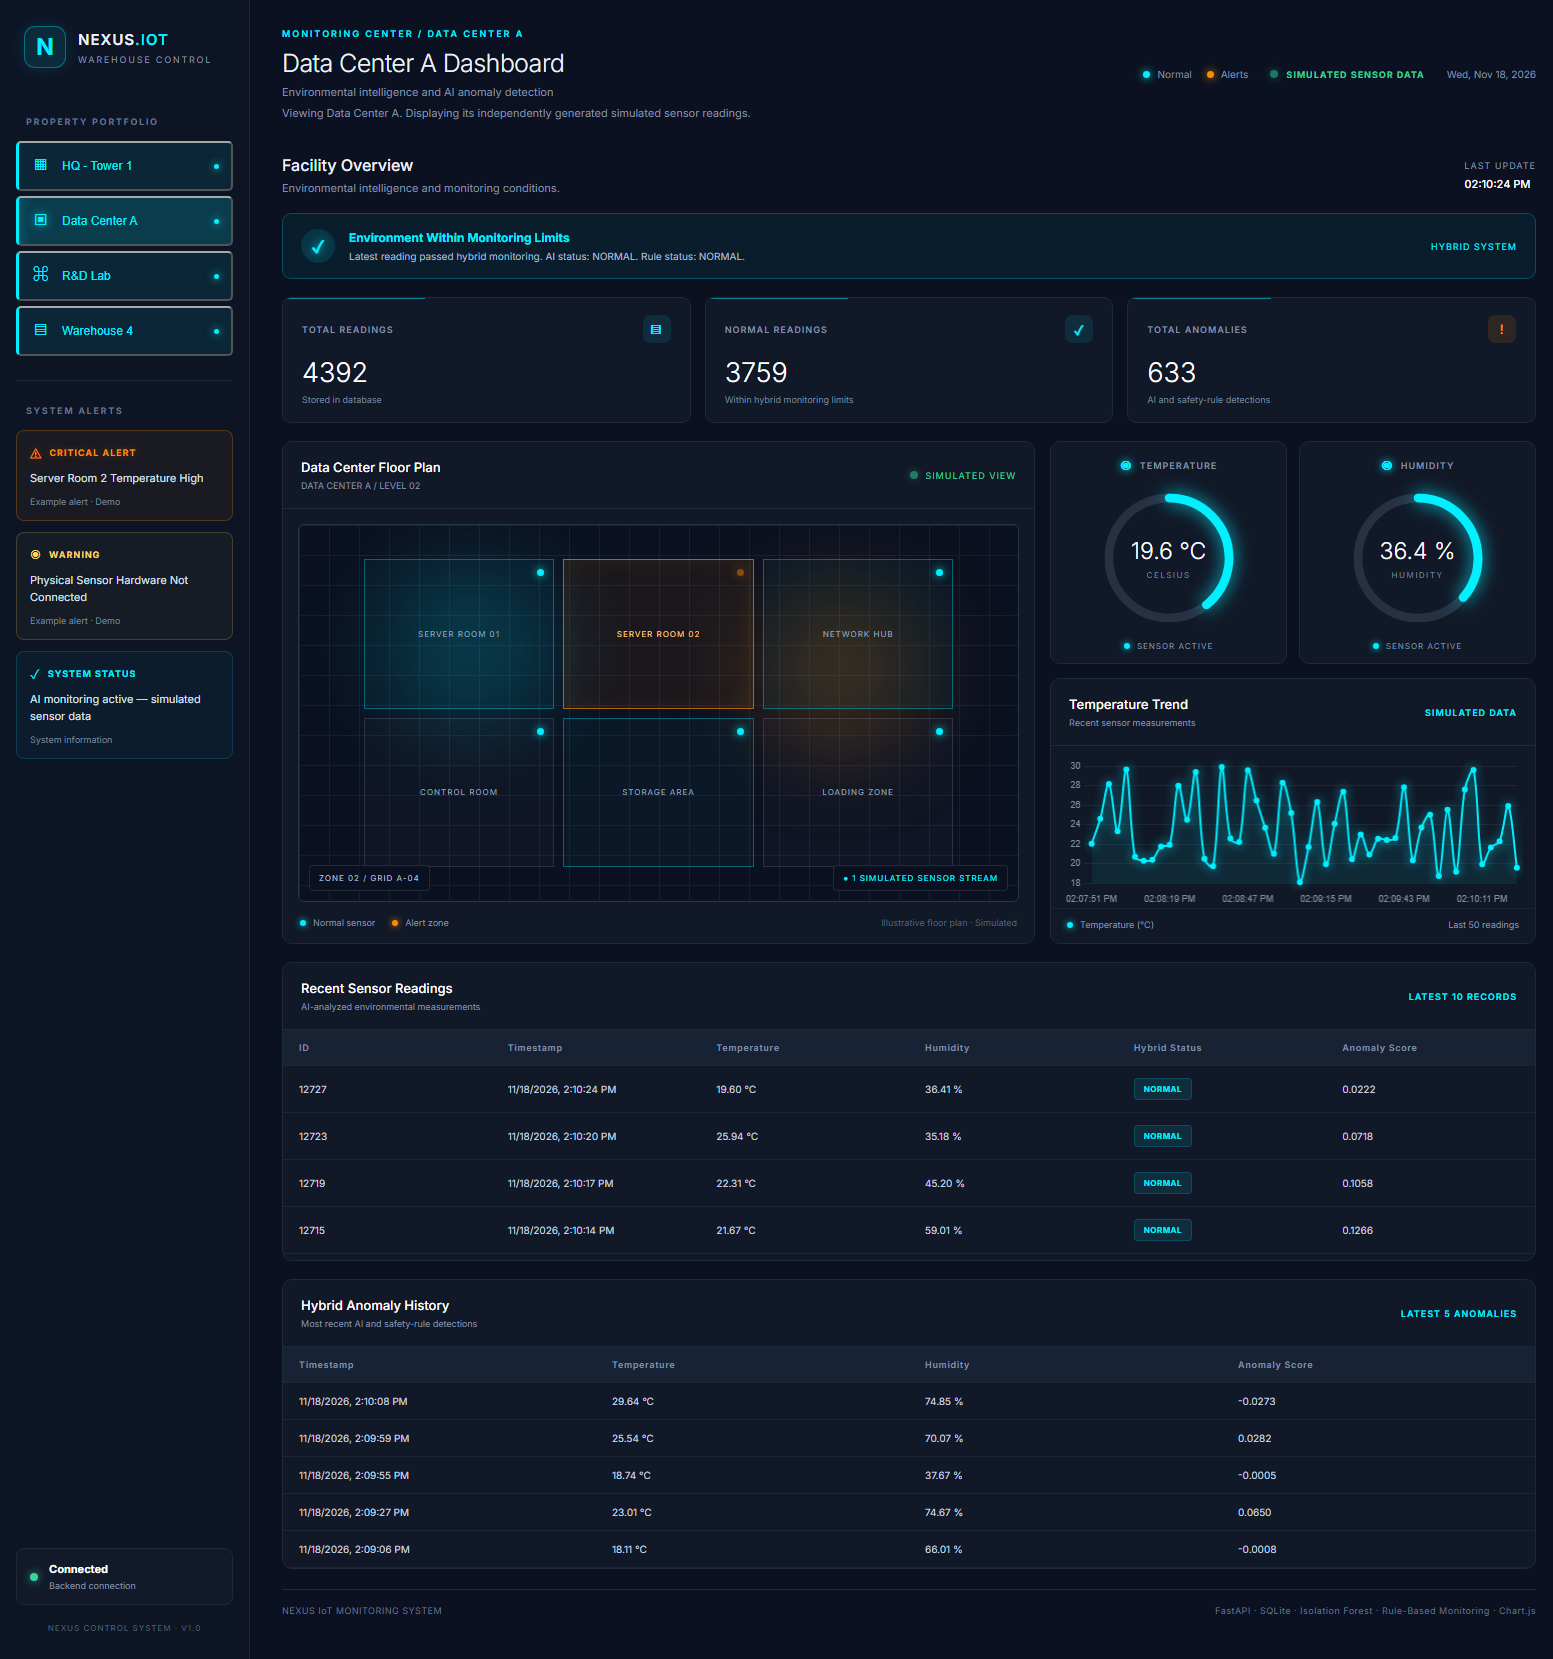 N
NEXUS.IOT
WAREHOUSE CONTROL
PROPERTY PORTFOLIO
HQ - Tower 1
Data Center A
R&D Lab
Warehouse 4
SYSTEM ALERTS
CRITICAL ALERT
Server Room 2 Temperature High
Example alert · Demo
WARNING
Physical Sensor Hardware Not
Connected
Example alert · Demo
SYSTEM STATUS
AI monitoring active — simulated
sensor data
System information
Connected
Backend connection
NEXUS CONTROL SYSTEM · V1.0
MONITORING CENTER / DATA CENTER A
Data Center A Dashboard
Environmental intelligence and AI anomaly detection
Viewing Data Center A. Displaying its independently generated simulated sensor readings.
Normal Alerts SIMULATED SENSOR DATA Wed, Nov 18, 2026
Facility Overview
Environmental intelligence and monitoring conditions.
LAST UPDATE
02:10:24 PM
Environment Within Monitoring Limits
Latest reading passed hybrid monitoring. AI status: NORMAL. Rule status: NORMAL.
HYBRID SYSTEM
TOTAL READINGS
4392
Stored in database
NORMAL READINGS
3759
Within hybrid monitoring limits
TOTAL ANOMALIES
!
633
AI and safety-rule detections
Data Center Floor Plan
DATA CENTER A / LEVEL 02
SIMULATED VIEW
SERVER ROOM 01 SERVER ROOM 02 NETWORK HUB
CONTROL ROOM STORAGE AREA LOADING ZONE
ZONE 02 / GRID A-04
● 1 SIMULATED SENSOR STREAM
Normal sensor Alert zone
Illustrative floor plan · Simulated
TEMPERATURE
19.6 °C
CELSIUS
SENSOR ACTIVE
HUMIDITY
36.4 %
HUMIDITY
SENSOR ACTIVE
Temperature Trend
Recent sensor measurements
SIMULATED DATA
30
28
26
24
22
20
18
02:07:51 PM 02:08:19 PM 02:08:47 PM 02:09:15 PM 02:09:43 PM 02:10:11 PM
Temperature (°C)
Last 50 readings
Recent Sensor Readings
AI-analyzed environmental measurements
LATEST 10 RECORDS
ID Timestamp Temperature Humidity Hybrid Status Anomaly Score
12727 11/18/2026, 2:10:24 PM 19.60 °C 36.41 % NORMAL 0.0222
12723 11/18/2026, 2:10:20 PM 25.94 °C 35.18 % NORMAL 0.0718
12719 11/18/2026, 2:10:17 PM 22.31 °C 45.20 % NORMAL 0.1058
12715 11/18/2026, 2:10:14 PM 21.67 °C 59.01 % NORMAL 0.1266
Hybrid Anomaly History
Most recent AI and safety-rule detections
LATEST 5 ANOMALIES
Timestamp Temperature Humidity Anomaly Score
11/18/2026, 2:10:08 PM 29.64 °C 74.85 % -0.0273
11/18/2026, 2:09:59 PM 25.54 °C 70.07 % 0.0282
11/18/2026, 2:09:55 PM 18.74 °C 37.67 % -0.0005
11/18/2026, 2:09:27 PM 23.01 °C 74.67 % 0.0650
11/18/2026, 2:09:06 PM 18.11 °C 66.01 % -0.0008
NEXUS IoT MONITORING SYSTEM
FastAPI · SQLite · Isolation Forest · Rule-Based Monitoring · Chart.js